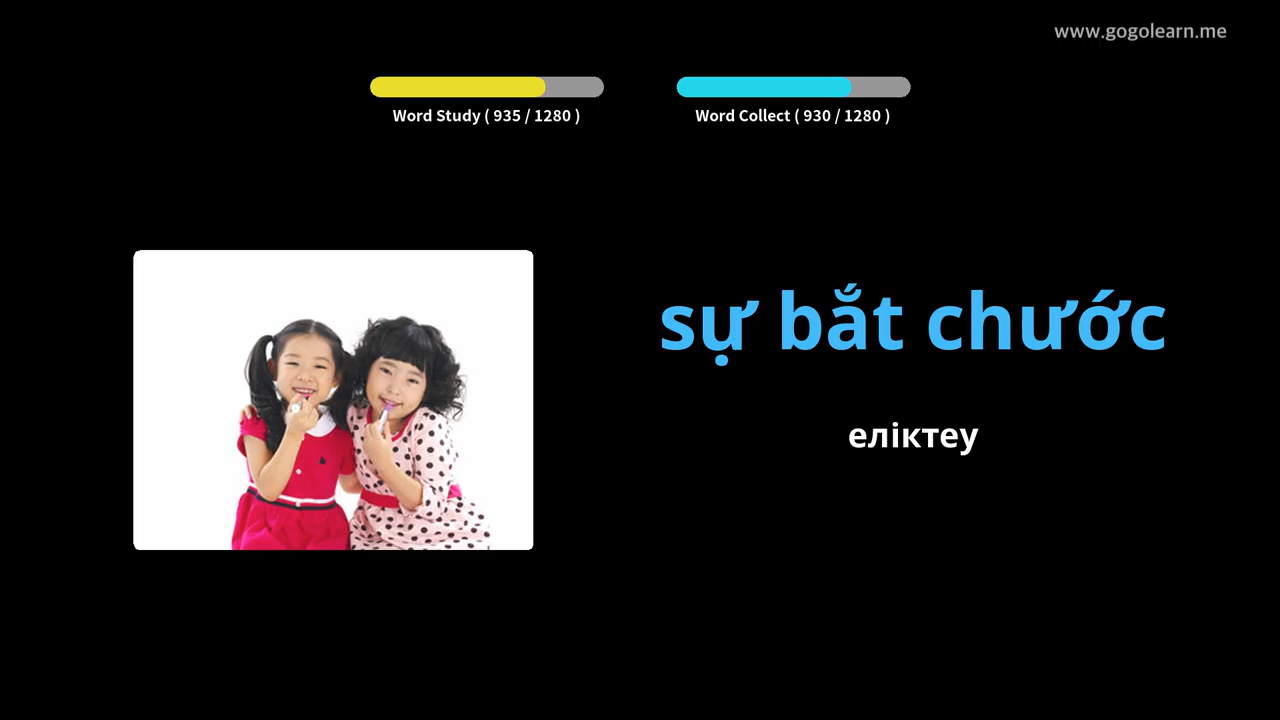 www.gogolearn.me
Word Study ( 935 / 1280 )
Word Collect ( 930 / 1280 )
sự bắt chước
еліктеу